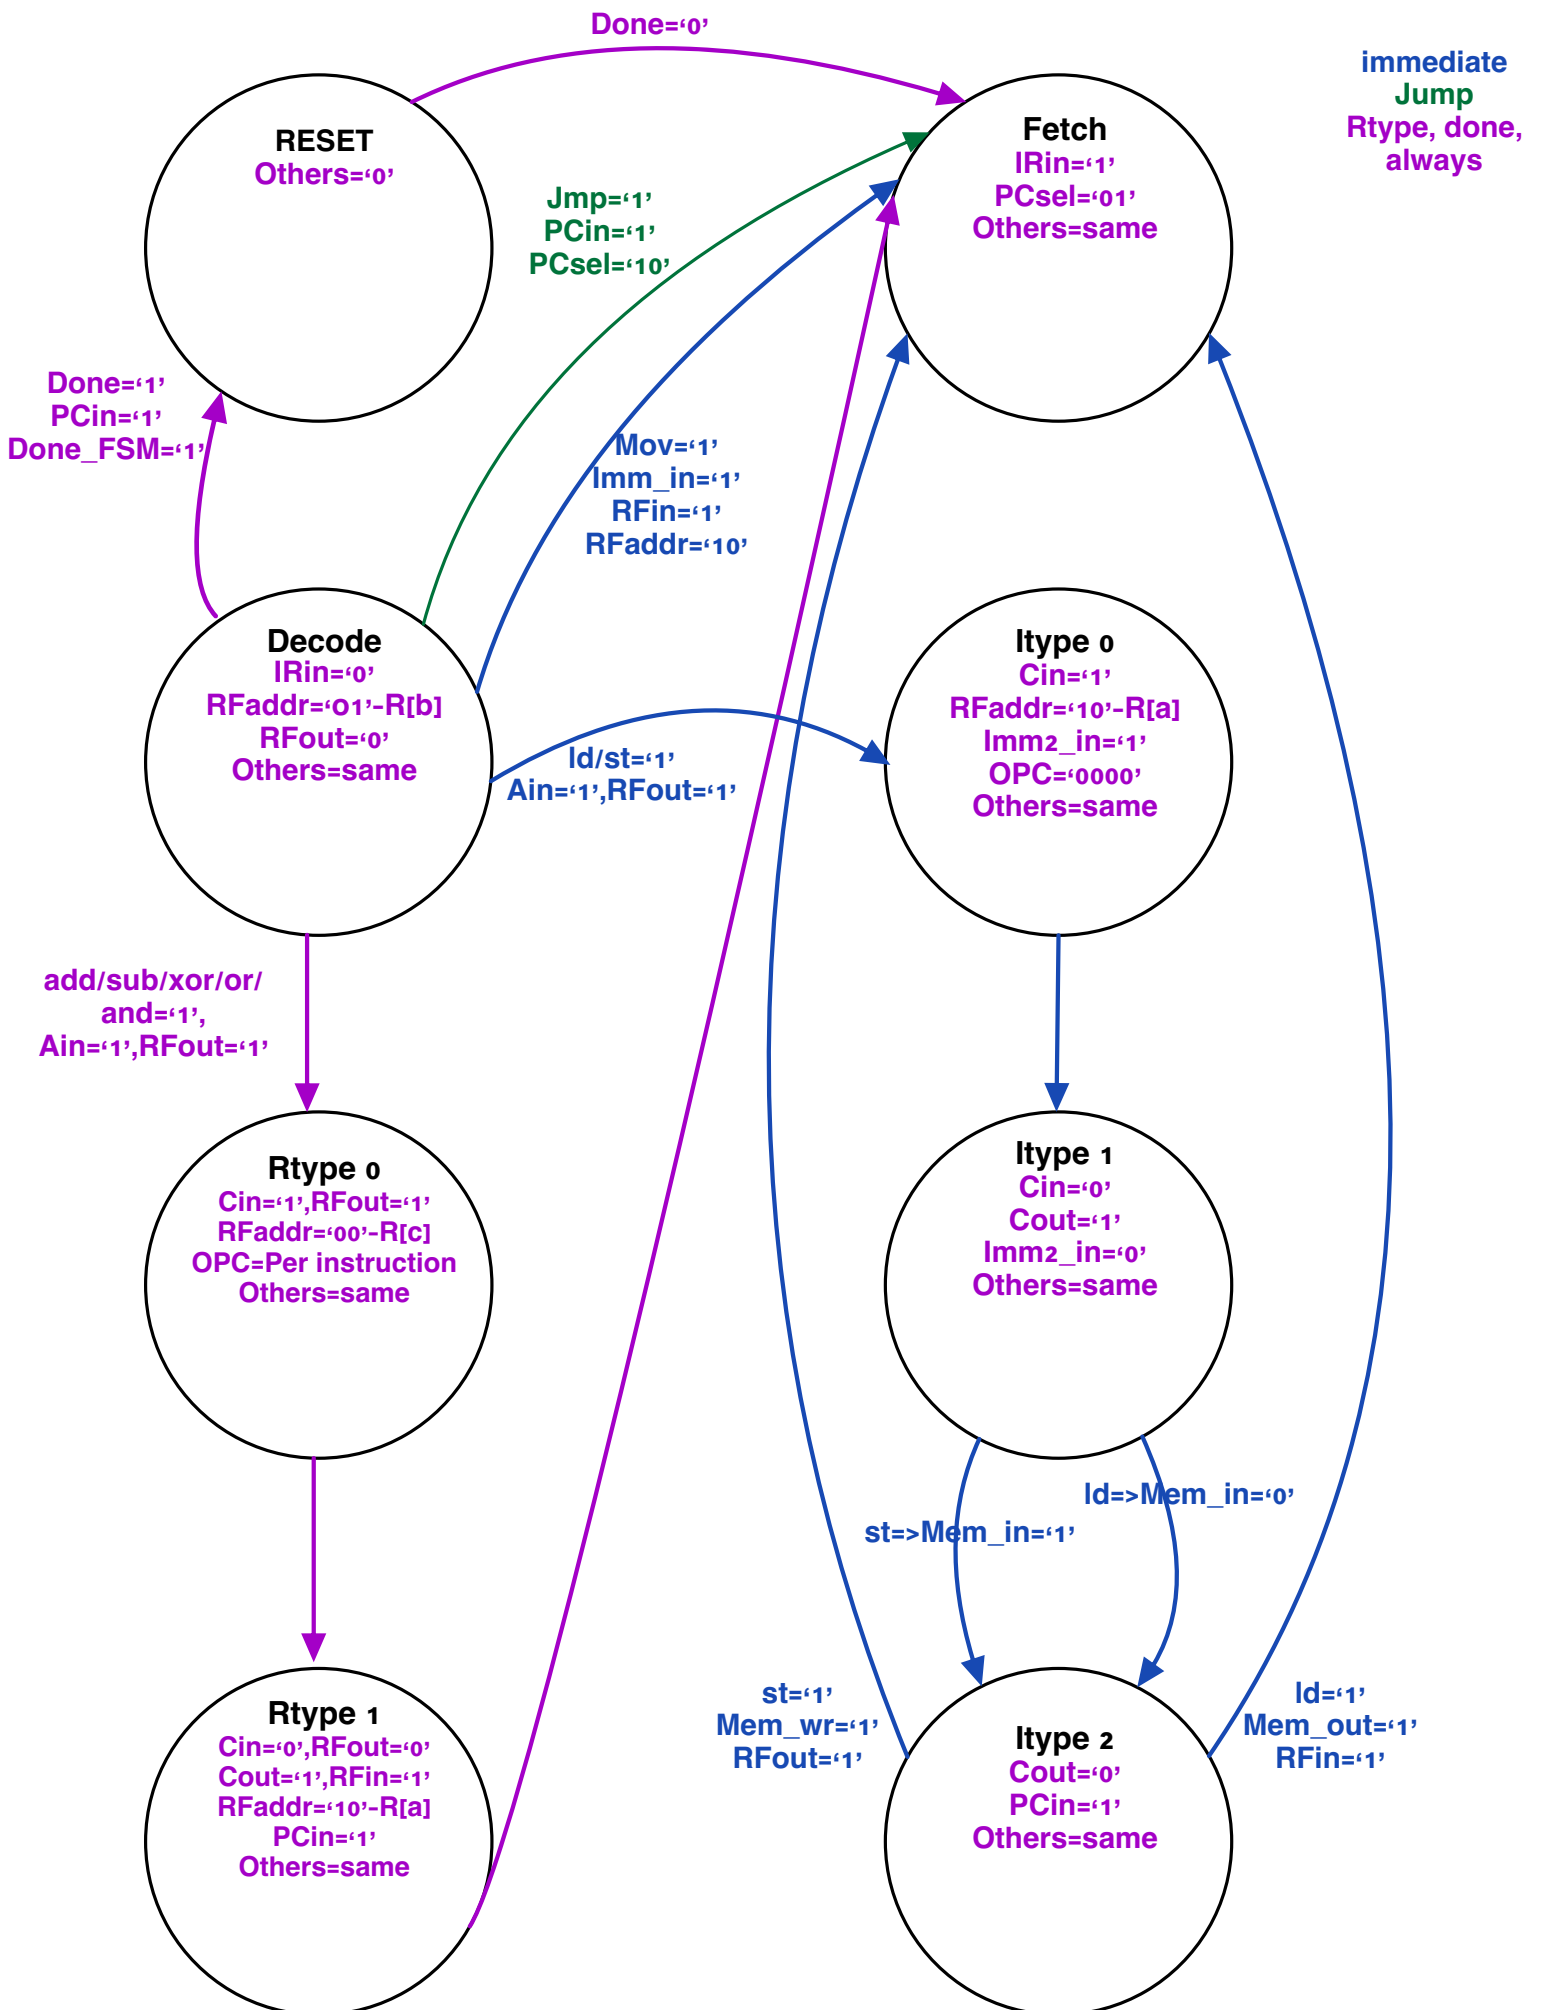 Done=‘0’
immediate
Jump
Rtype, done,
always
RESET
Others=‘0’
Fetch
IRin=‘1’
PCsel=‘01’
Others=same
Jmp=‘1’
PCin=‘1’
PCsel=‘10’
Done=‘1’
PCin=‘1’
Done_FSM=‘1’
Mov=‘1’
Imm_in=‘1’
RFin=‘1’
RFaddr=‘10’
Decode
IRin=‘0’
RFaddr=‘01’-R[b]
RFout=‘0’
Others=same
ld/st=‘1’
Ain=‘1’,RFout=‘1’
Itype 0
Cin=‘1’
RFaddr=‘10’-R[a]
Imm2_in=‘1’
OPC=‘0000’
Others=same
add/sub/xor/or/
and=‘1’,
Ain=‘1’,RFout=‘1’
Rtype 0
Cin=‘1’,RFout=‘1’
RFaddr=‘00’-R[c]
OPC=Per instruction
Others=same
Itype 1
Cin=‘0’
Cout=‘1’
Imm2_in=‘0’
Others=same
ld=>Mem_in=‘0’
st=>Mem_in=‘1’
Rtype 1
Cin=‘0’,RFout=‘0’
Cout=‘1’,RFin=‘1’
RFaddr=‘10’-R[a]
PCin=‘1’
Others=same
st=‘1’
Mem_wr=‘1’
RFout=‘1’
Itype 2
Cout=‘0’
PCin=‘1’
Others=same
ld=‘1’
Mem_out=‘1’
RFin=‘1’